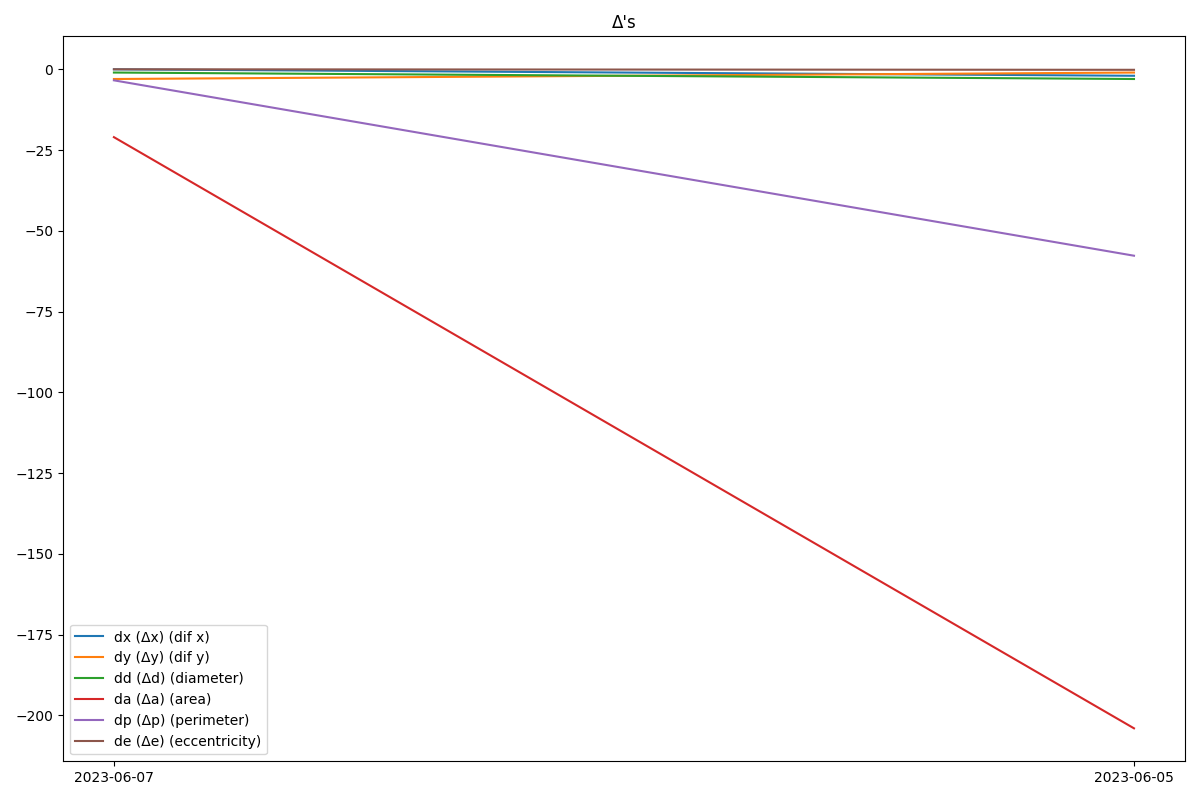 Δ's
0
−25
−50
−75
−100
−125
−150
−175
−200
dx (Δx) (dif x)
dy (Δy) (dif y)
dd (Δd) (diameter)
da (Δa) (area)
dp (Δp) (perimeter)
de (Δe) (eccentricity)
2023-06-07 2023-06-05